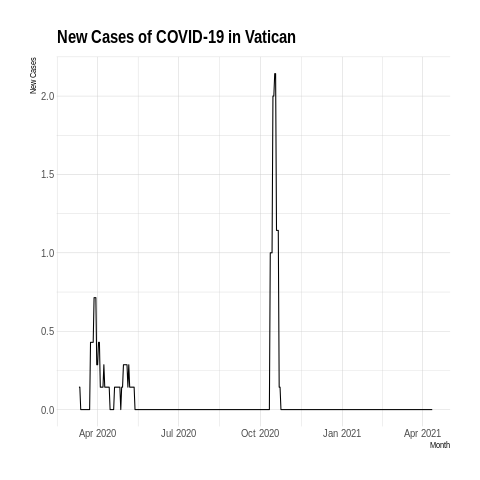 New Cases of COVID-19 in Vatican
New Cases
2.0
1.5
1.0
0.5
0.0
Apr 2020 Jul 2020 Oct 2020 Jan 2021 Apr 2021
Month